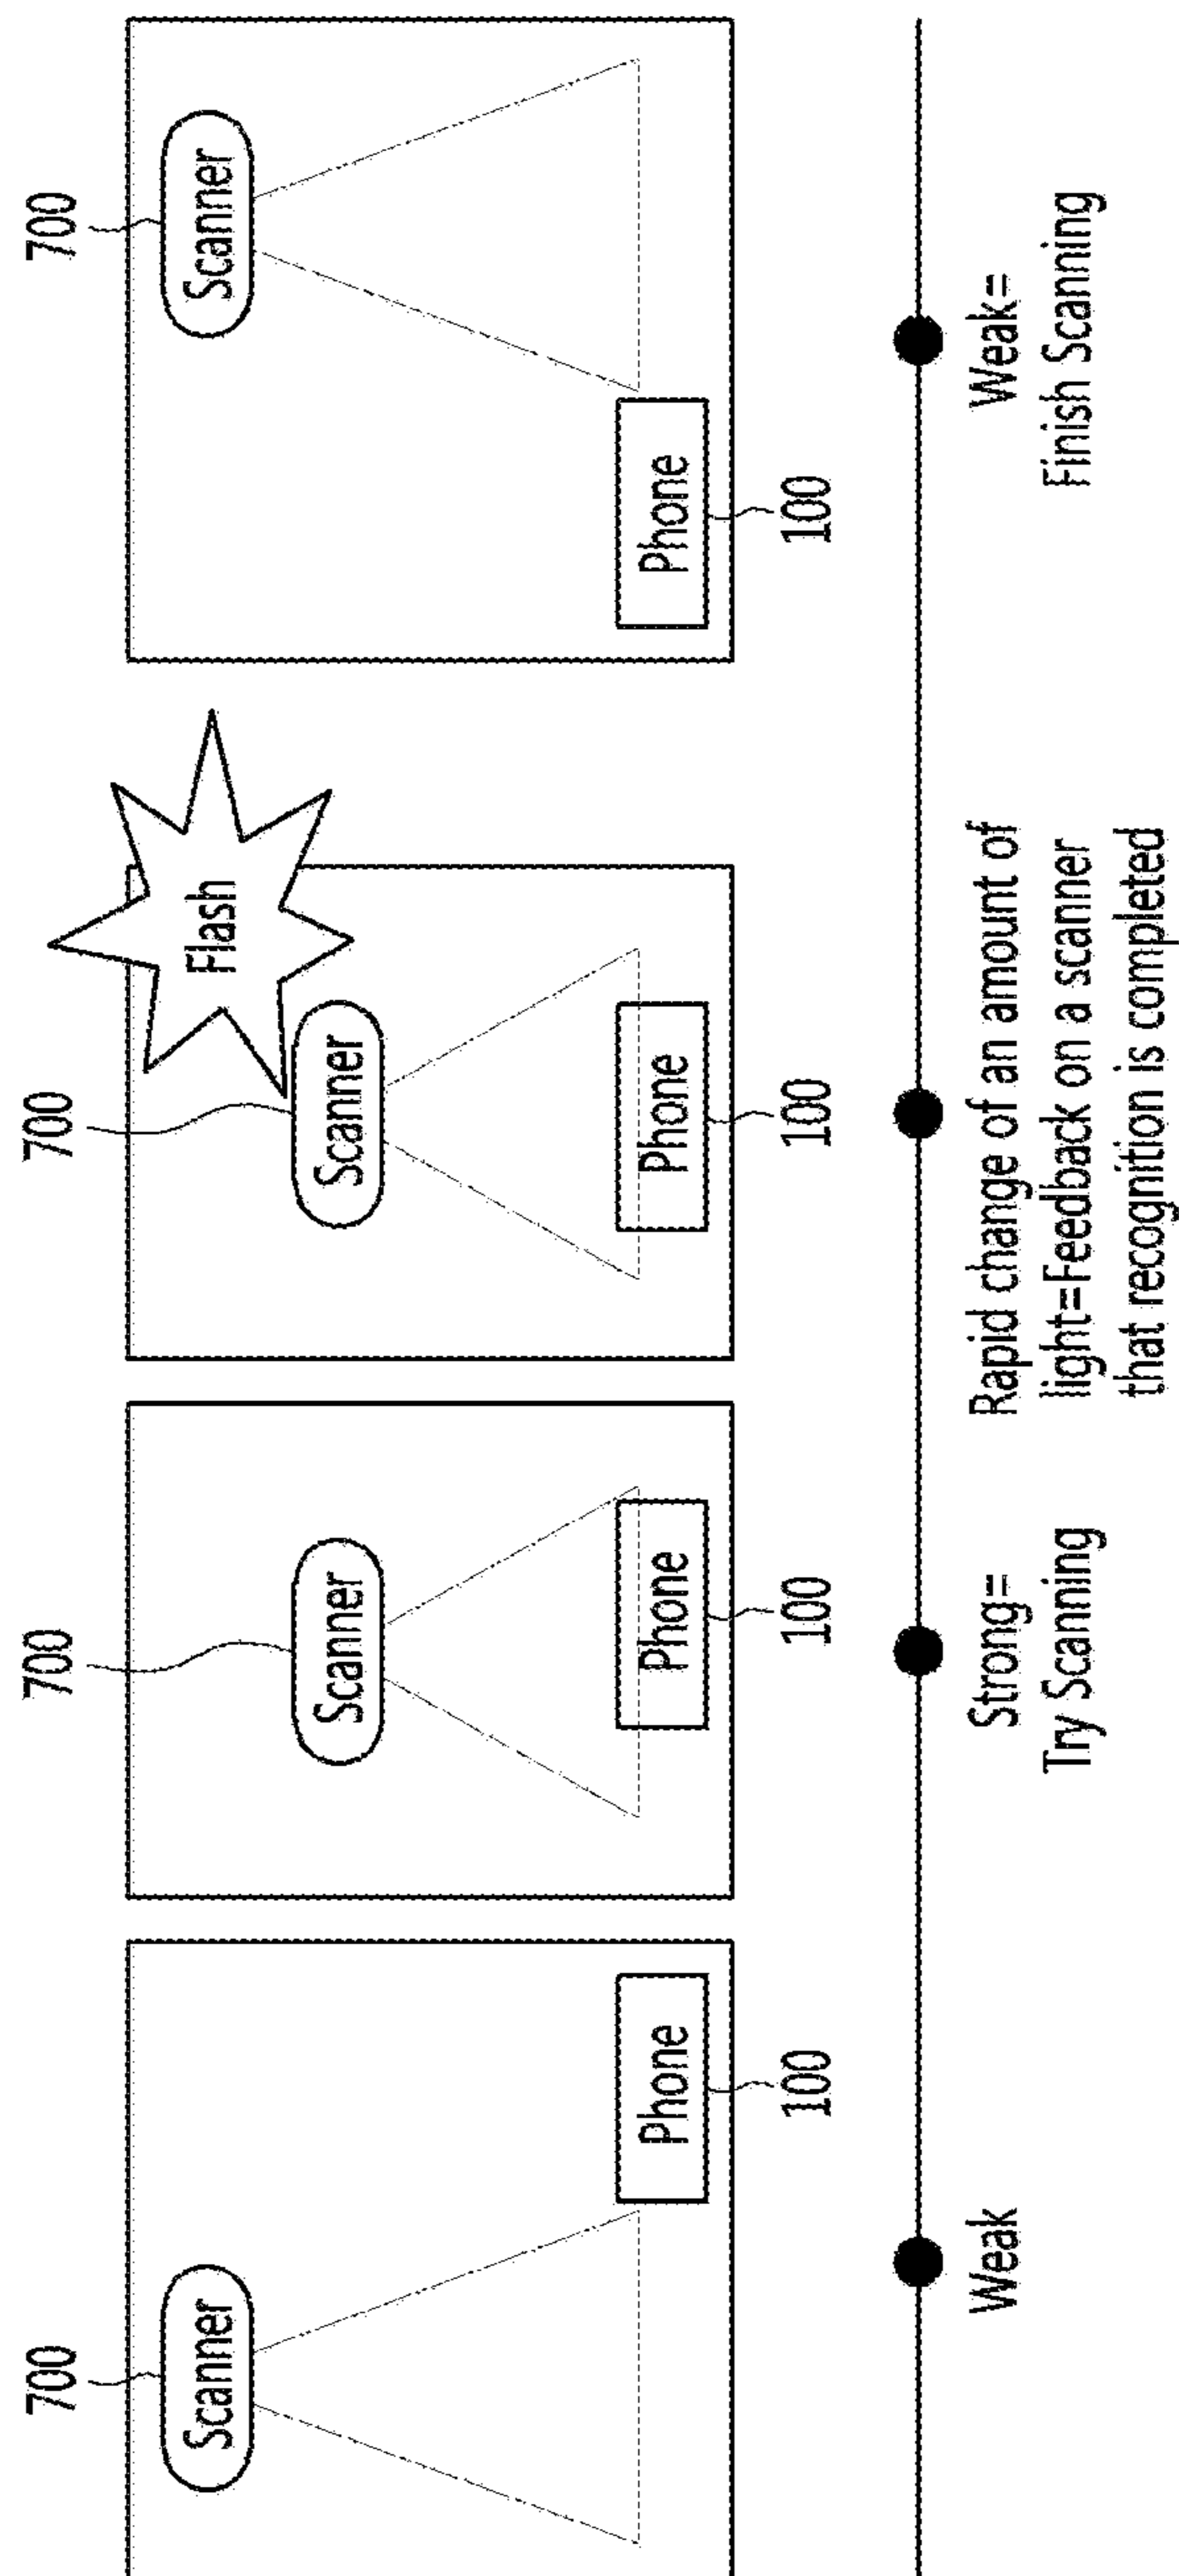 700
Scanner
Phone
100
Weak
700
Scanner
Phone
100
Strong=
Try Scanning
700
Scanner
Flash
Phone
100
Rapid change of an amount of
light=Feedback on a scanner
that recognition is completed
700
Scanner
Phone
100
Weak=
Finish Scanning